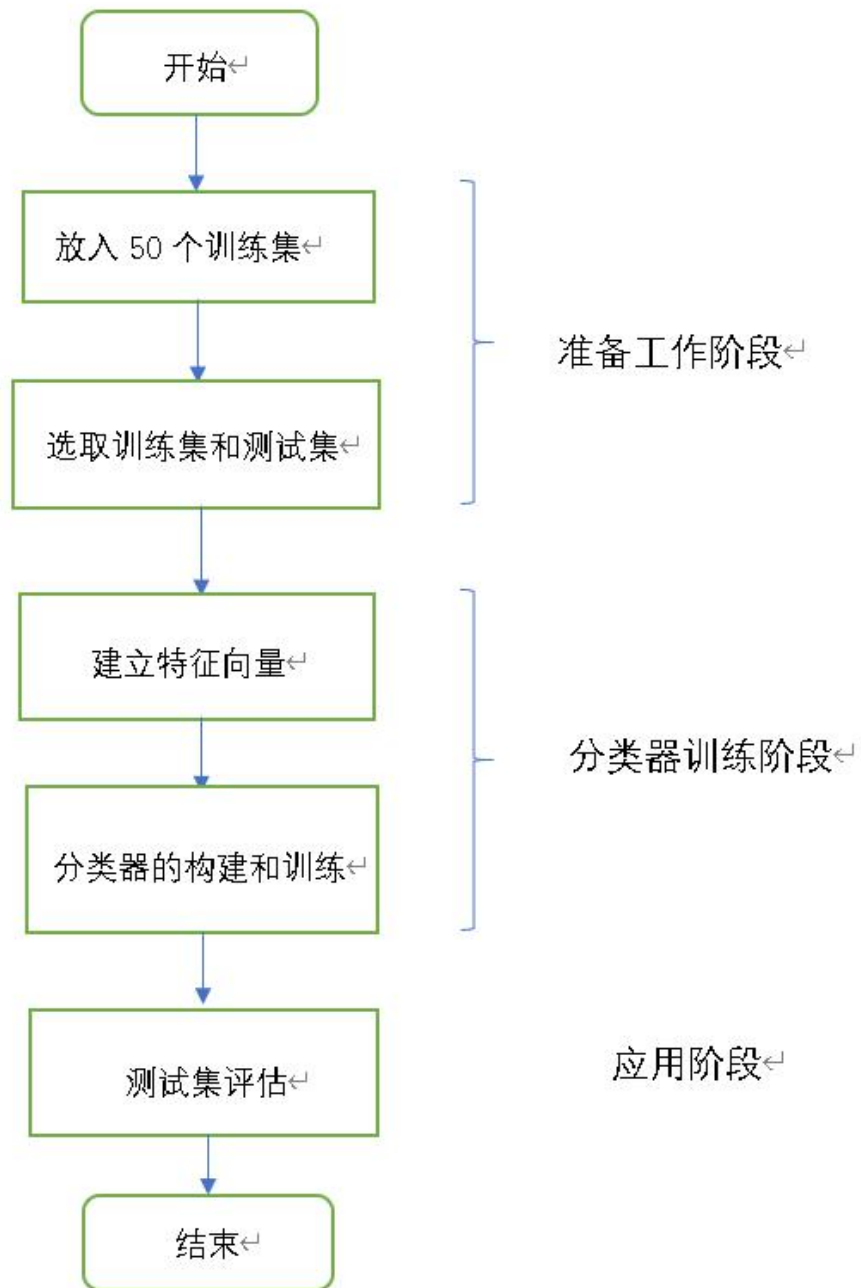 开始
放入 50 个训练集
准备工作阶段
选取训练集和测试集
建立特征向量
分类器训练阶段
分类器的构建和训练
测试集评估
应用阶段
结束